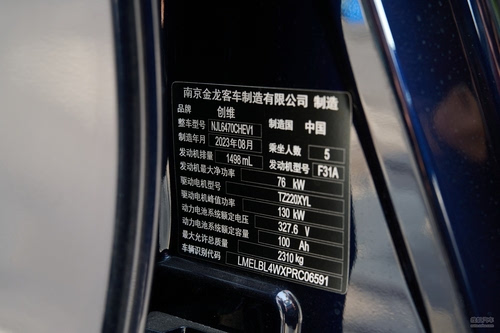 南京金龙客车制造有限公司 制造
品牌 创维
整车型号 NJL6470CHEV1 制造国 中国
制造年月 2023年08月 乘坐人数 5
发动机排量 1498 mL 发动机型号 F31A
发动机最大净功率 76 kW
驱动电机型号 TZ220XYL
驱动电机峰值功率 130 kW
动力电池系统额定电压 327.6 V
动力电池系统额定容量 100 Ah
最大允许总质量 2310 kg
车辆识别代码 LMELBL4WXPRC06591